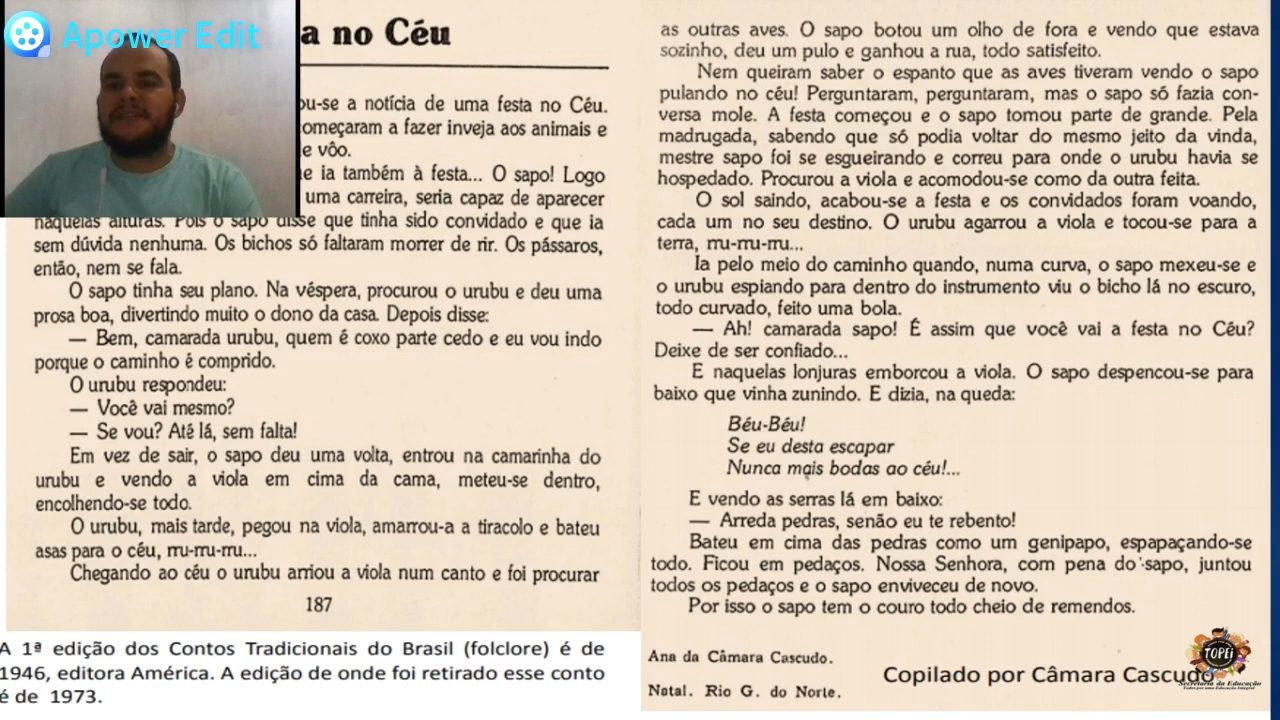 Apower Edit
a no Céu
ou-se a notícia de uma festa no Céu.
omeçaram a fazer inveja aos animais e
e vôo.
e ia também à festa... O sapo! Logo
uma carreira, seria capaz de aparecer
naquelas alturas. Pois o sapo disse que tinha sido convidado e que ia
sem dúvida nenhuma. Os bichos só faltaram morrer de rir. Os pássaros,
então, nem se fala.
O sapo tinha seu plano. Na véspera, procurou o urubu e deu uma
prosa boa, divertindo muito o dono da casa. Depois disse:
— Bem, camarada urubu, quem é coxo parte cedo e eu vou indo
porque o caminho é comprido.
O urubu respondeu:
— Você vai mesmo?
— Se vou? Até lá, sem falta!
Em vez de sair, o sapo deu uma volta, entrou na camarinha do
urubu e vendo a viola em cima da cama, meteu-se dentro,
encolhendo-se todo.
O urubu, mais tarde, pegou na viola, amarrou-a a tiracolo e bateu
asas para o céu, rru-rru-rru...
Chegando ao céu o urubu arriou a viola num canto e foi procurar
187
A 1ª edição dos Contos Tradicionais do Brasil (folclore) é de
1946, editora América. A edição de onde foi retirado esse conto
é de 1973.
as outras aves. O sapo botou um olho de fora e vendo que estava
sozinho, deu um pulo e ganhou a rua, todo satisfeito.
Nem queiram saber o espanto que as aves tiveram vendo o sapo
pulando no céu! Perguntaram, perguntaram, mas o sapo só fazia con-
versa mole. A festa começou e o sapo tomou parte de grande. Pela
madrugada, sabendo que só podia voltar do mesmo jeito da vinda,
mestre sapo foi se esgueirando e correu para onde o urubu havia se
hospedado. Procurou a viola e acomodou-se como da outra feita.
O sol saindo, acabou-se a festa e os convidados foram voando,
cada um no seu destino. O urubu agarrou a viola e tocou-se para a
terra, rru-rru-rru...
Ia pelo meio do caminho quando, numa curva, o sapo mexeu-se e
o urubu espiando para dentro do instrumento viu o bicho lá no escuro,
todo curvado, feito uma bola.
— Ah! camarada sapo! É assim que você vai a festa no Céu?
Deixe de ser confiado...
E naquelas lonjuras emborcou a viola. O sapo despencou-se para
baixo que vinha zunindo. E dizia, na queda:
Béu-Béu!
Se eu desta escapar
Nunca mais bodas ao céu!...
E vendo as serras lá em baixo:
— Arreda pedras, senão eu te rebento!
Bateu em cima das pedras como um genipapo, espapaçando-se
todo. Ficou em pedaços. Nossa Senhora, com pena do sapo, juntou
todos os pedaços e o sapo enviveceu de novo.
Por isso o sapo tem o couro todo cheio de remendos.
Ana da Câmara Cascudo.
Natal. Rio G. do Norte.
Copilado por Câmara Cascudo
TOPEi
Secretaria da Educação
Todos por uma Educação Integral